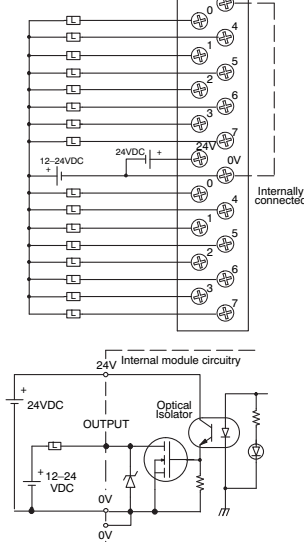 L
0
L
4
L
1
L
5
L
2
L
6
L
3
L
7
24VDC +
24V
12–24VDC
+
0V
L
0
Internally
connected
L
4
L
1
L
5
L
2
L
6
L
3
L
7
24V
Internal module circuitry
+
24VDC
Optical
Isolator
OUTPUT
L
+
12–24
VDC
0V
0V